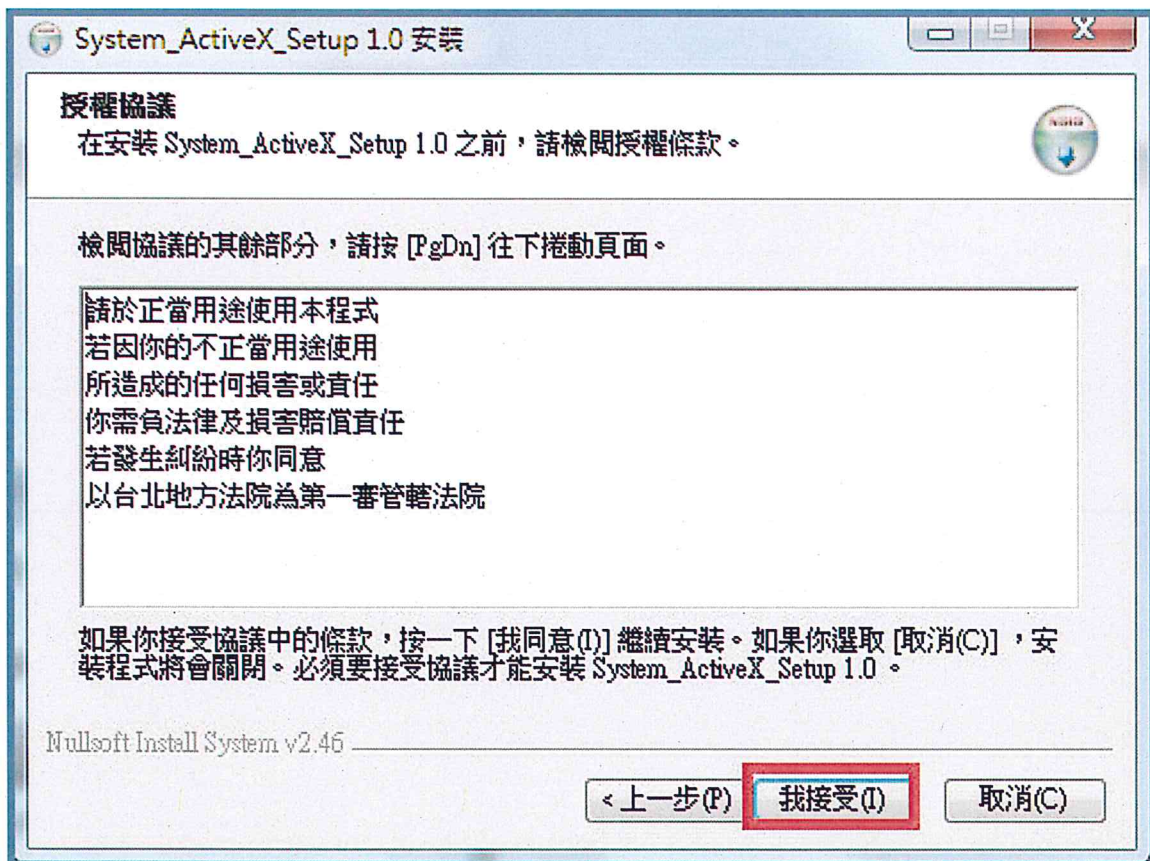 System_ActiveX_Setup 1.0 安裝
授權協議
在安裝 System_ActiveX_Setup 1.0 之前，請檢閱授權條款。
檢閱協議的其餘部分，請按 [PgDn] 往下捲動頁面。
請於正當用途使用本程式
若因你的不正當用途使用
所造成的任何損害或責任
你需負法律及損害賠償責任
若發生糾紛時你同意
以台北地方法院為第一審管轄法院
如果你接受協議中的條款，按一下 [我同意(I)] 繼續安裝。如果你選取 [取消(C)] ，安
裝程式將會關閉。必須要接受協議才能安裝 System_ActiveX_Setup 1.0 。
Nullsoft Install System v2.46
< 上一步(P) 我接受(I) 取消(C)